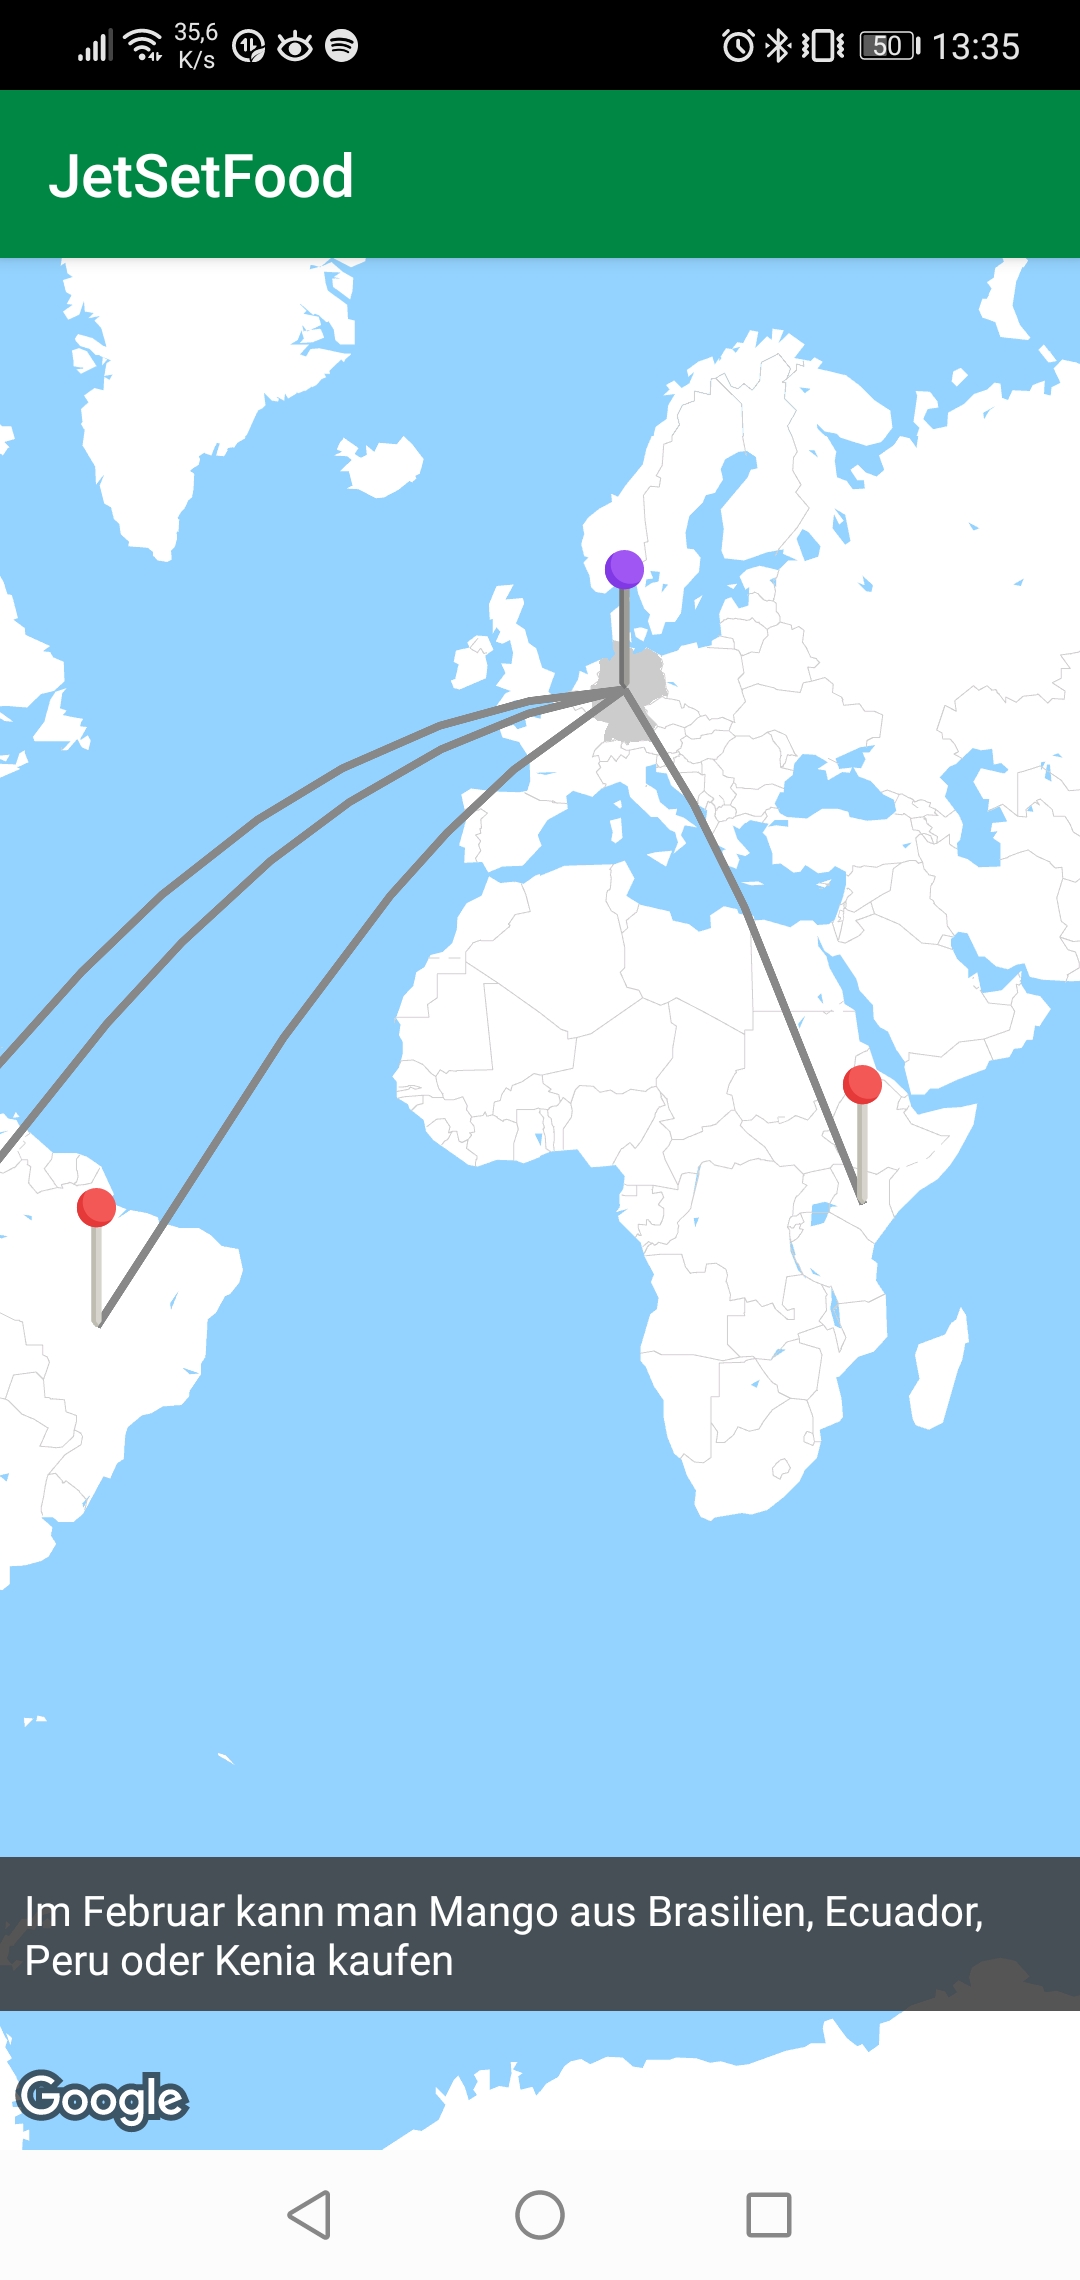 35,6
K/s
50
13:35
JetSetFood
Im Februar kann man Mango aus Brasilien, Ecuador,
Peru oder Kenia kaufen
Google